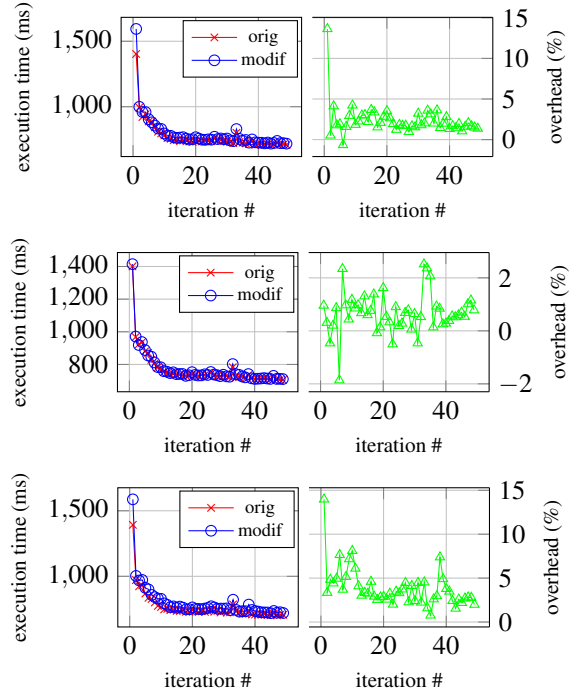 execution time (ms)
1,500
1,000
orig
modif
0 20 40
iteration #
15
10
5
0
overhead (%)
0 20 40
iteration #
execution time (ms)
1,400
1,200
1,000
800
orig
modif
0 20 40
iteration #
2
0
−2
overhead (%)
0 20 40
iteration #
execution time (ms)
1,500
1,000
orig
modif
0 20 40
iteration #
15
10
5
0
overhead (%)
0 20 40
iteration #